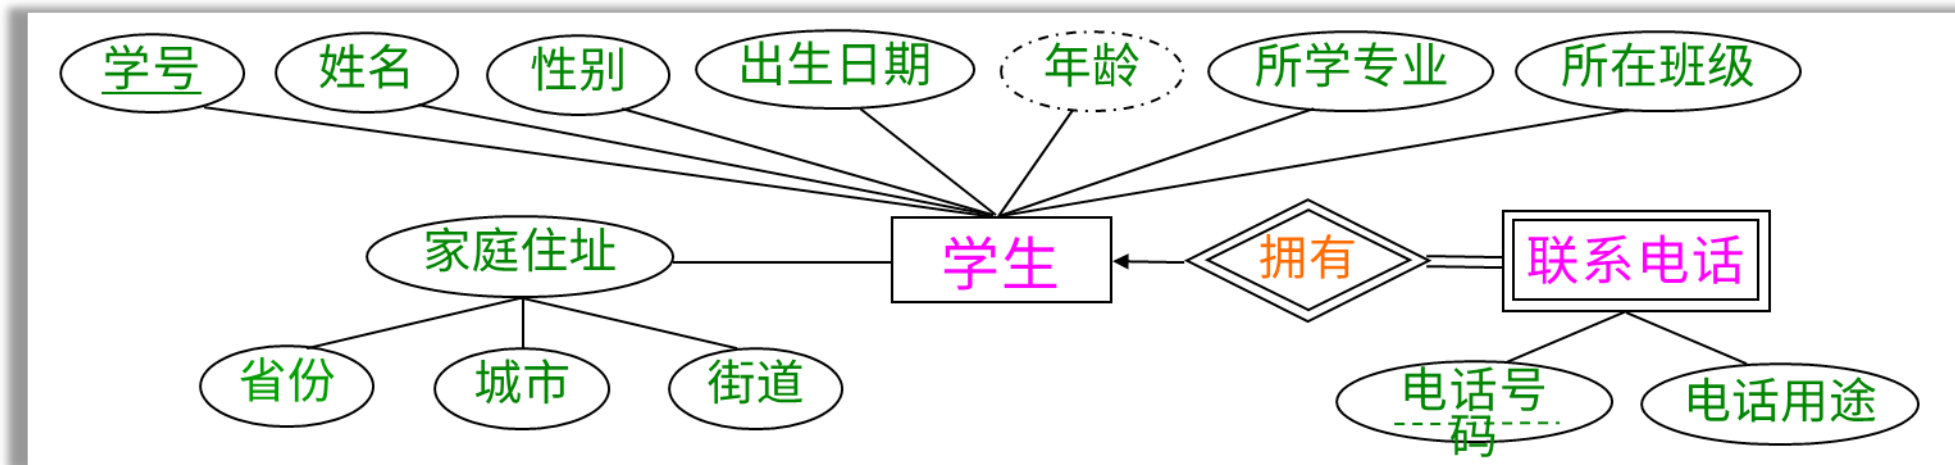 学号
姓名
性别
出生日期
年龄
所学专业
所在班级
家庭住址
学生
拥有
联系电话
省份
城市
街道
电话号
码
电话用途